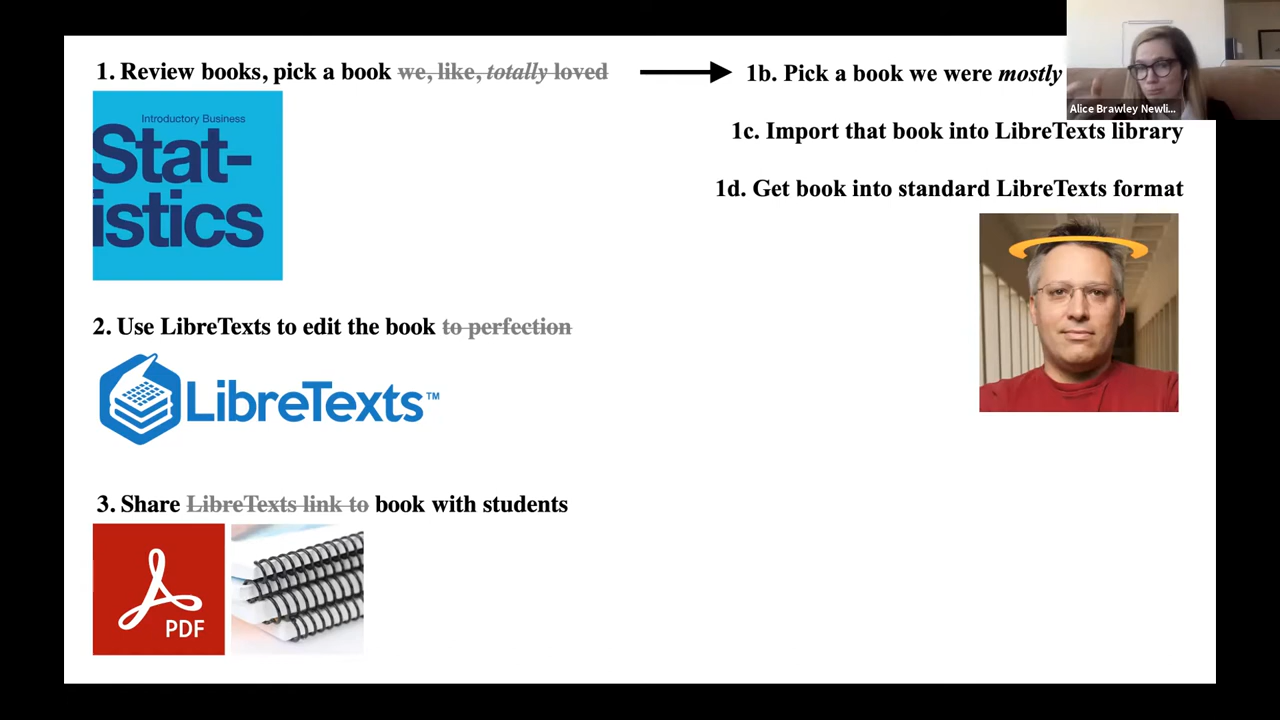 1. Review books, pick a book we, like, totally loved
Introductory Business
Stat-
istics
2. Use LibreTexts to edit the book to perfection
LibreTexts™
3. Share LibreTexts link to book with students
PDF
1b. Pick a book we were mostly
1c. Import that book into LibreTexts library
1d. Get book into standard LibreTexts format
Alice Brawley Newli...